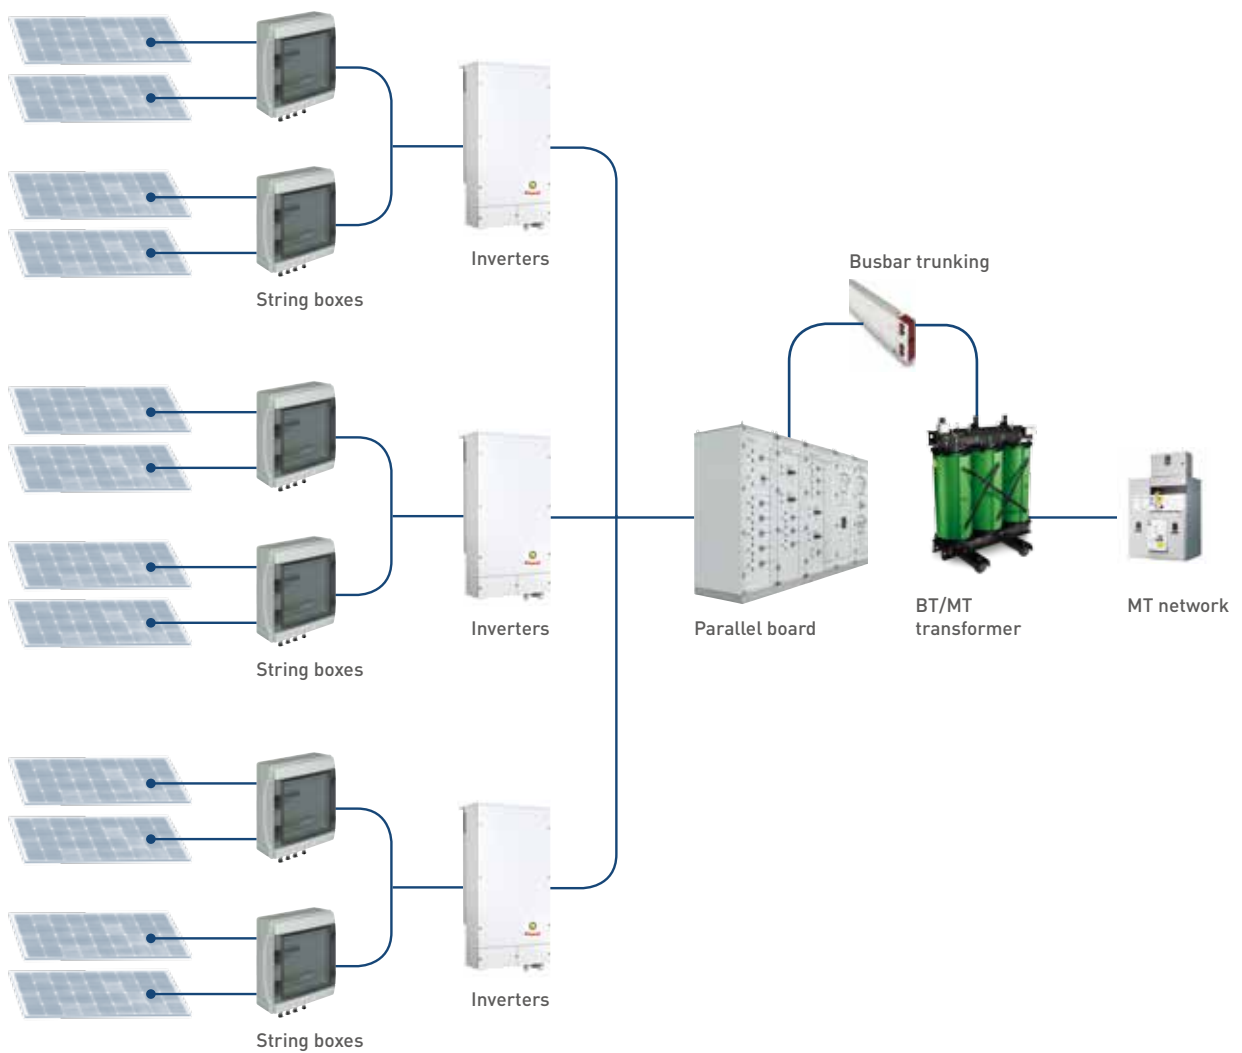 Inverters
String boxes
Busbar trunking
Inverters
String boxes
Parallel board
BT/MT
transformer
MT network
Inverters
String boxes